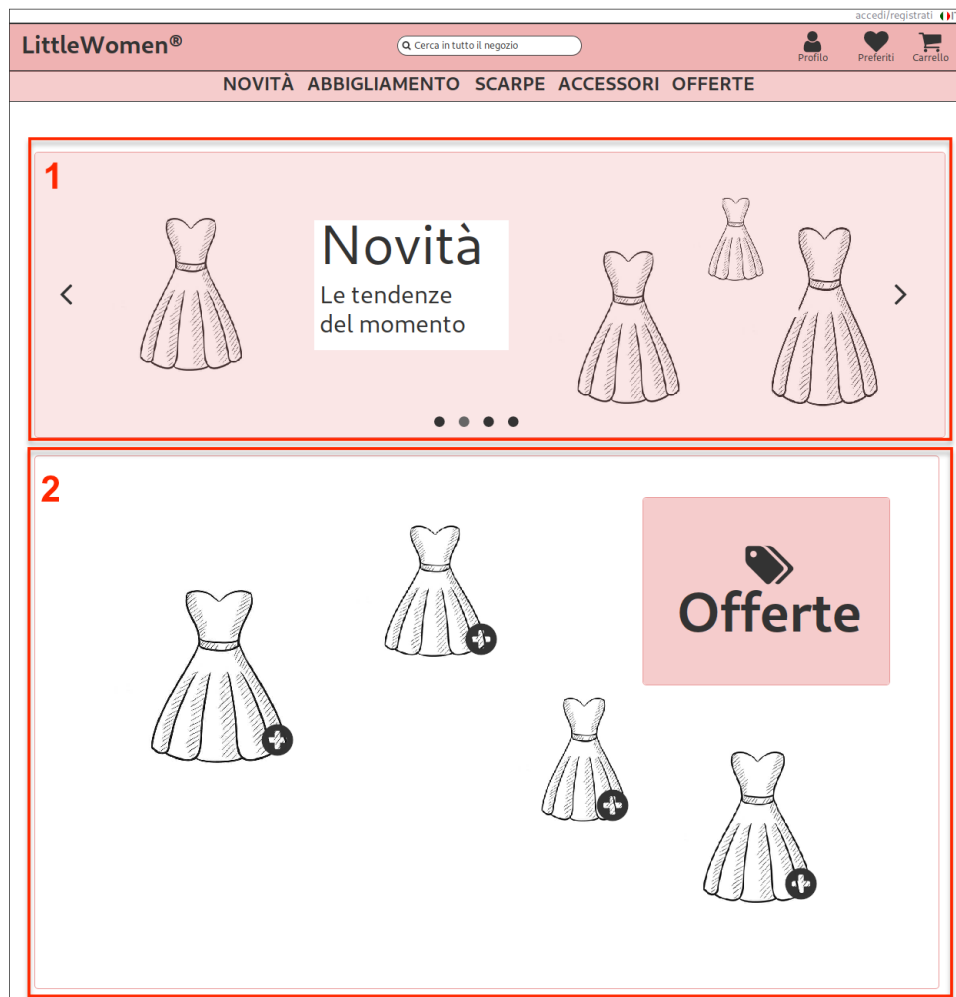 accedi/registrati
LittleWomen®
Cerca in tutto il negozio
Profilo
Preferiti
Carrello
NOVITÀ ABBIGLIAMENTO SCARPE ACCESSORI OFFERTE
1
Novità
Le tendenze
del momento
2
Offerte